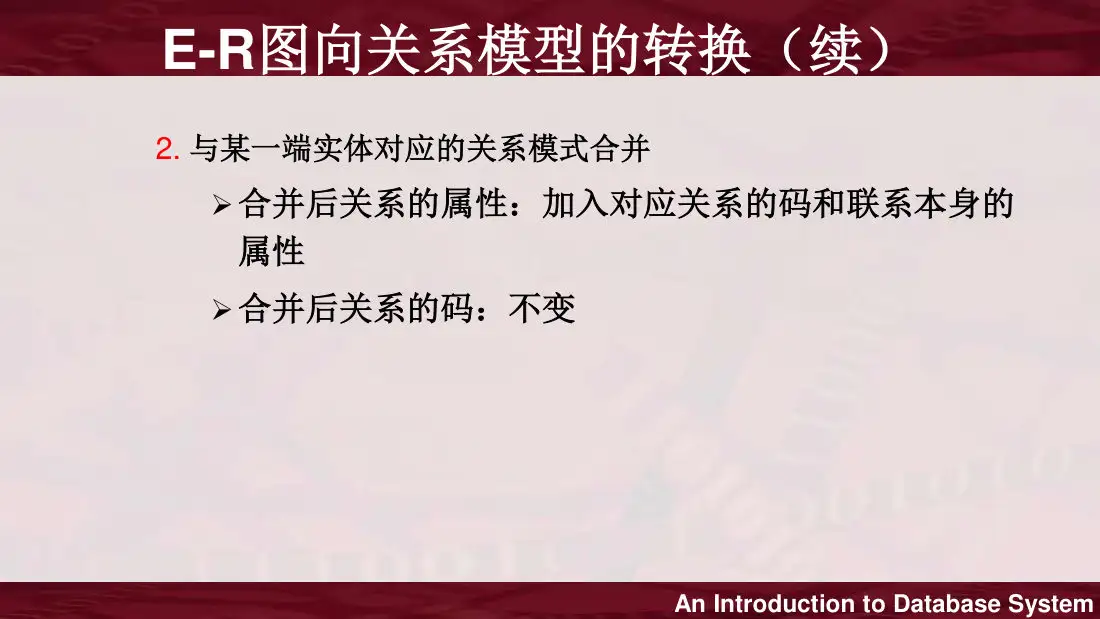 E-R图向关系模型的转换（续）
2. 与某一端实体对应的关系模式合并
➢合并后关系的属性：加入对应关系的码和联系本身的
属性
➢合并后关系的码：不变
An Introduction to Database System